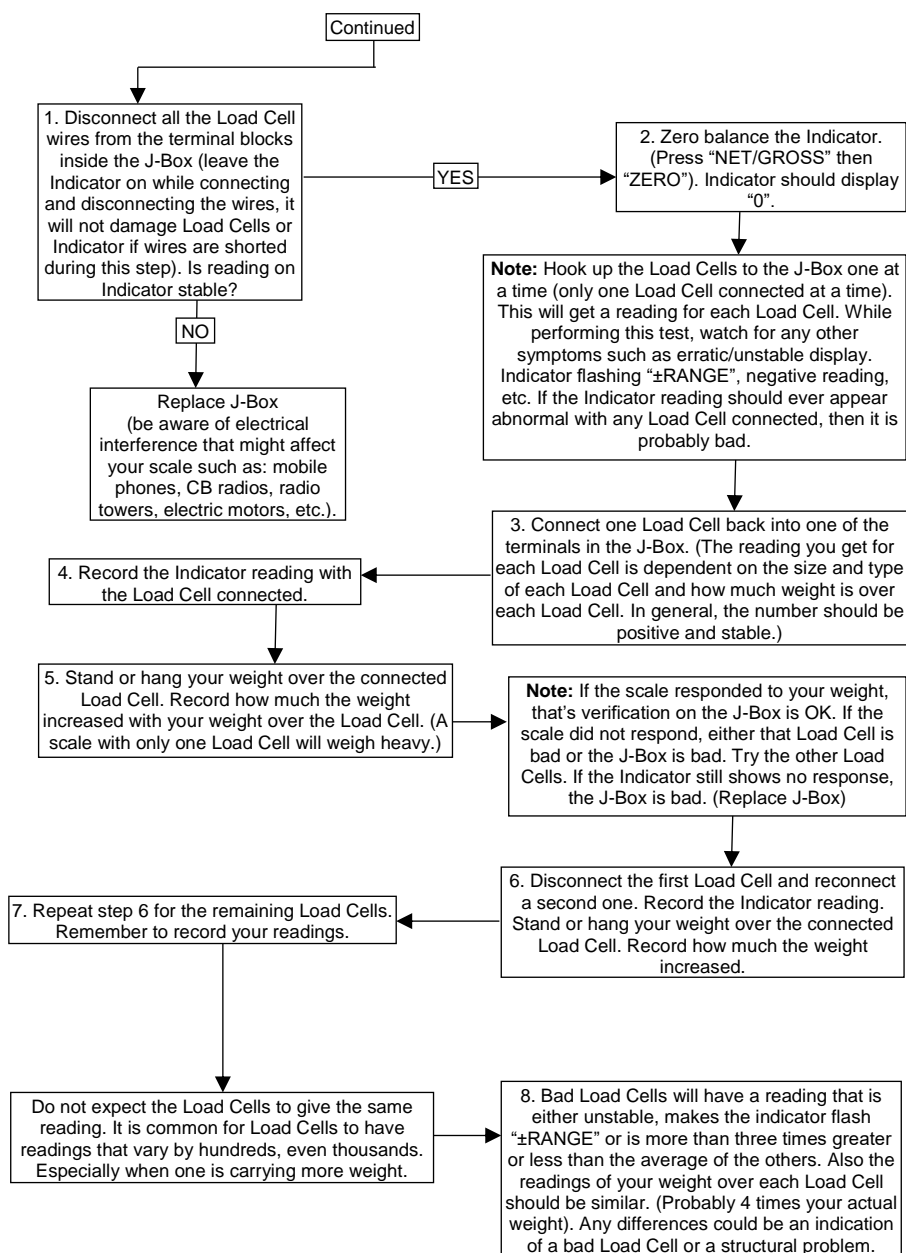 Continued
1. Disconnect all the Load Cell
wires from the terminal blocks
inside the J-Box (leave the
Indicator on while connecting
and disconnecting the wires, it
will not damage Load Cells or
Indicator if wires are shorted
during this step). Is reading on
Indicator stable?
YES
2. Zero balance the Indicator.
(Press “NET/GROSS” then
“ZERO”). Indicator should display
“0”.
NO
Replace J-Box
(be aware of electrical
interference that might affect
your scale such as: mobile
phones, CB radios, radio
towers, electric motors, etc.).
Note: Hook up the Load Cells to the J-Box one at
a time (only one Load Cell connected at a time).
This will get a reading for each Load Cell. While
performing this test, watch for any other
symptoms such as erratic/unstable display.
Indicator flashing “±RANGE”, negative reading,
etc. If the Indicator reading should ever appear
abnormal with any Load Cell connected, then it is
probably bad.
3. Connect one Load Cell back into one of the
terminals in the J-Box. (The reading you get for
each Load Cell is dependent on the size and type
of each Load Cell and how much weight is over
each Load Cell. In general, the number should be
positive and stable.)
4. Record the Indicator reading with
the Load Cell connected.
5. Stand or hang your weight over the connected
Load Cell. Record how much the weight
increased with your weight over the Load Cell. (A
scale with only one Load Cell will weigh heavy.)
Note: If the scale responded to your weight,
that’s verification on the J-Box is OK. If the
scale did not respond, either that Load Cell is
bad or the J-Box is bad. Try the other Load
Cells. If the Indicator still shows no response,
the J-Box is bad. (Replace J-Box)
6. Disconnect the first Load Cell and reconnect
a second one. Record the Indicator reading.
Stand or hang your weight over the connected
Load Cell. Record how much the weight
increased.
7. Repeat step 6 for the remaining Load Cells.
Remember to record your readings.
Do not expect the Load Cells to give the same
reading. It is common for Load Cells to have
readings that vary by hundreds, even thousands.
Especially when one is carrying more weight.
8. Bad Load Cells will have a reading that is
either unstable, makes the indicator flash
“±RANGE” or is more than three times greater
or less than the average of the others. Also the
readings of your weight over each Load Cell
should be similar. (Probably 4 times your actual
weight). Any differences could be an indication
of a bad Load Cell or a structural problem.